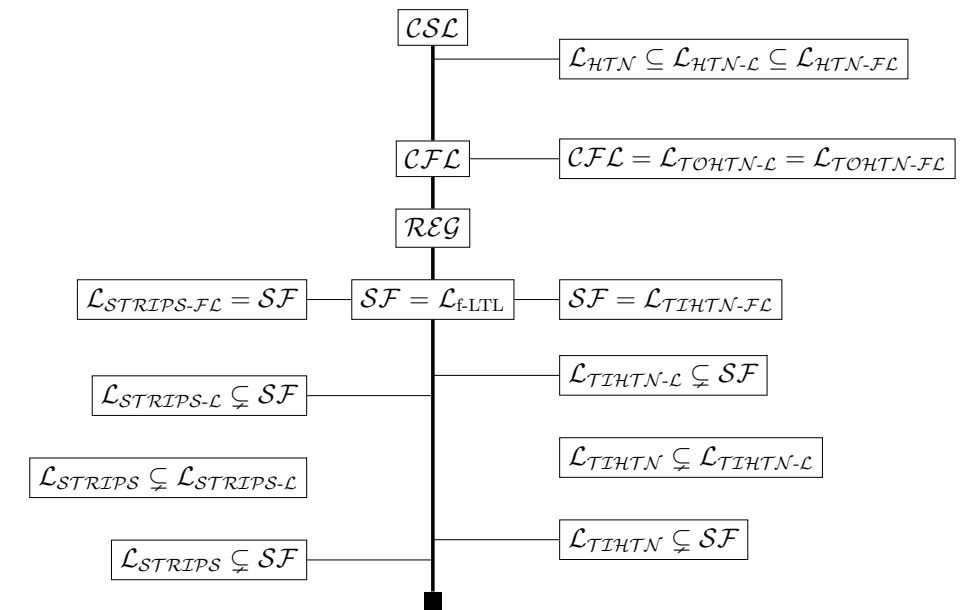 𝒞𝒮ℒ
ℒ_ℋ𝒯𝒩 ⊆ ℒ_ℋ𝒯𝒩-ℒ ⊆ ℒ_ℋ𝒯𝒩-ℱℒ
𝒞ℱℒ
𝒞ℱℒ = ℒ_𝒯𝒪ℋ𝒯𝒩-ℒ = ℒ_𝒯𝒪ℋ𝒯𝒩-ℱℒ
ℛℰ𝒢
ℒ_𝒮𝒯ℛℐ𝒫𝒮-ℱℒ = 𝒮ℱ
𝒮ℱ = ℒ_f-LTL
𝒮ℱ = ℒ_𝒯ℐℋ𝒯𝒩-ℱℒ
ℒ_𝒯ℐℋ𝒯𝒩-ℒ ⊊ 𝒮ℱ
ℒ_𝒮𝒯ℛℐ𝒫𝒮-ℒ ⊊ 𝒮ℱ
ℒ_𝒯ℐℋ𝒯𝒩 ⊊ ℒ_𝒯ℐℋ𝒯𝒩-ℒ
ℒ_𝒮𝒯ℛℐ𝒫𝒮 ⊊ ℒ_𝒮𝒯ℛℐ𝒫𝒮-ℒ
ℒ_𝒯ℐℋ𝒯𝒩 ⊊ 𝒮ℱ
ℒ_𝒮𝒯ℛℐ𝒫𝒮 ⊊ 𝒮ℱ